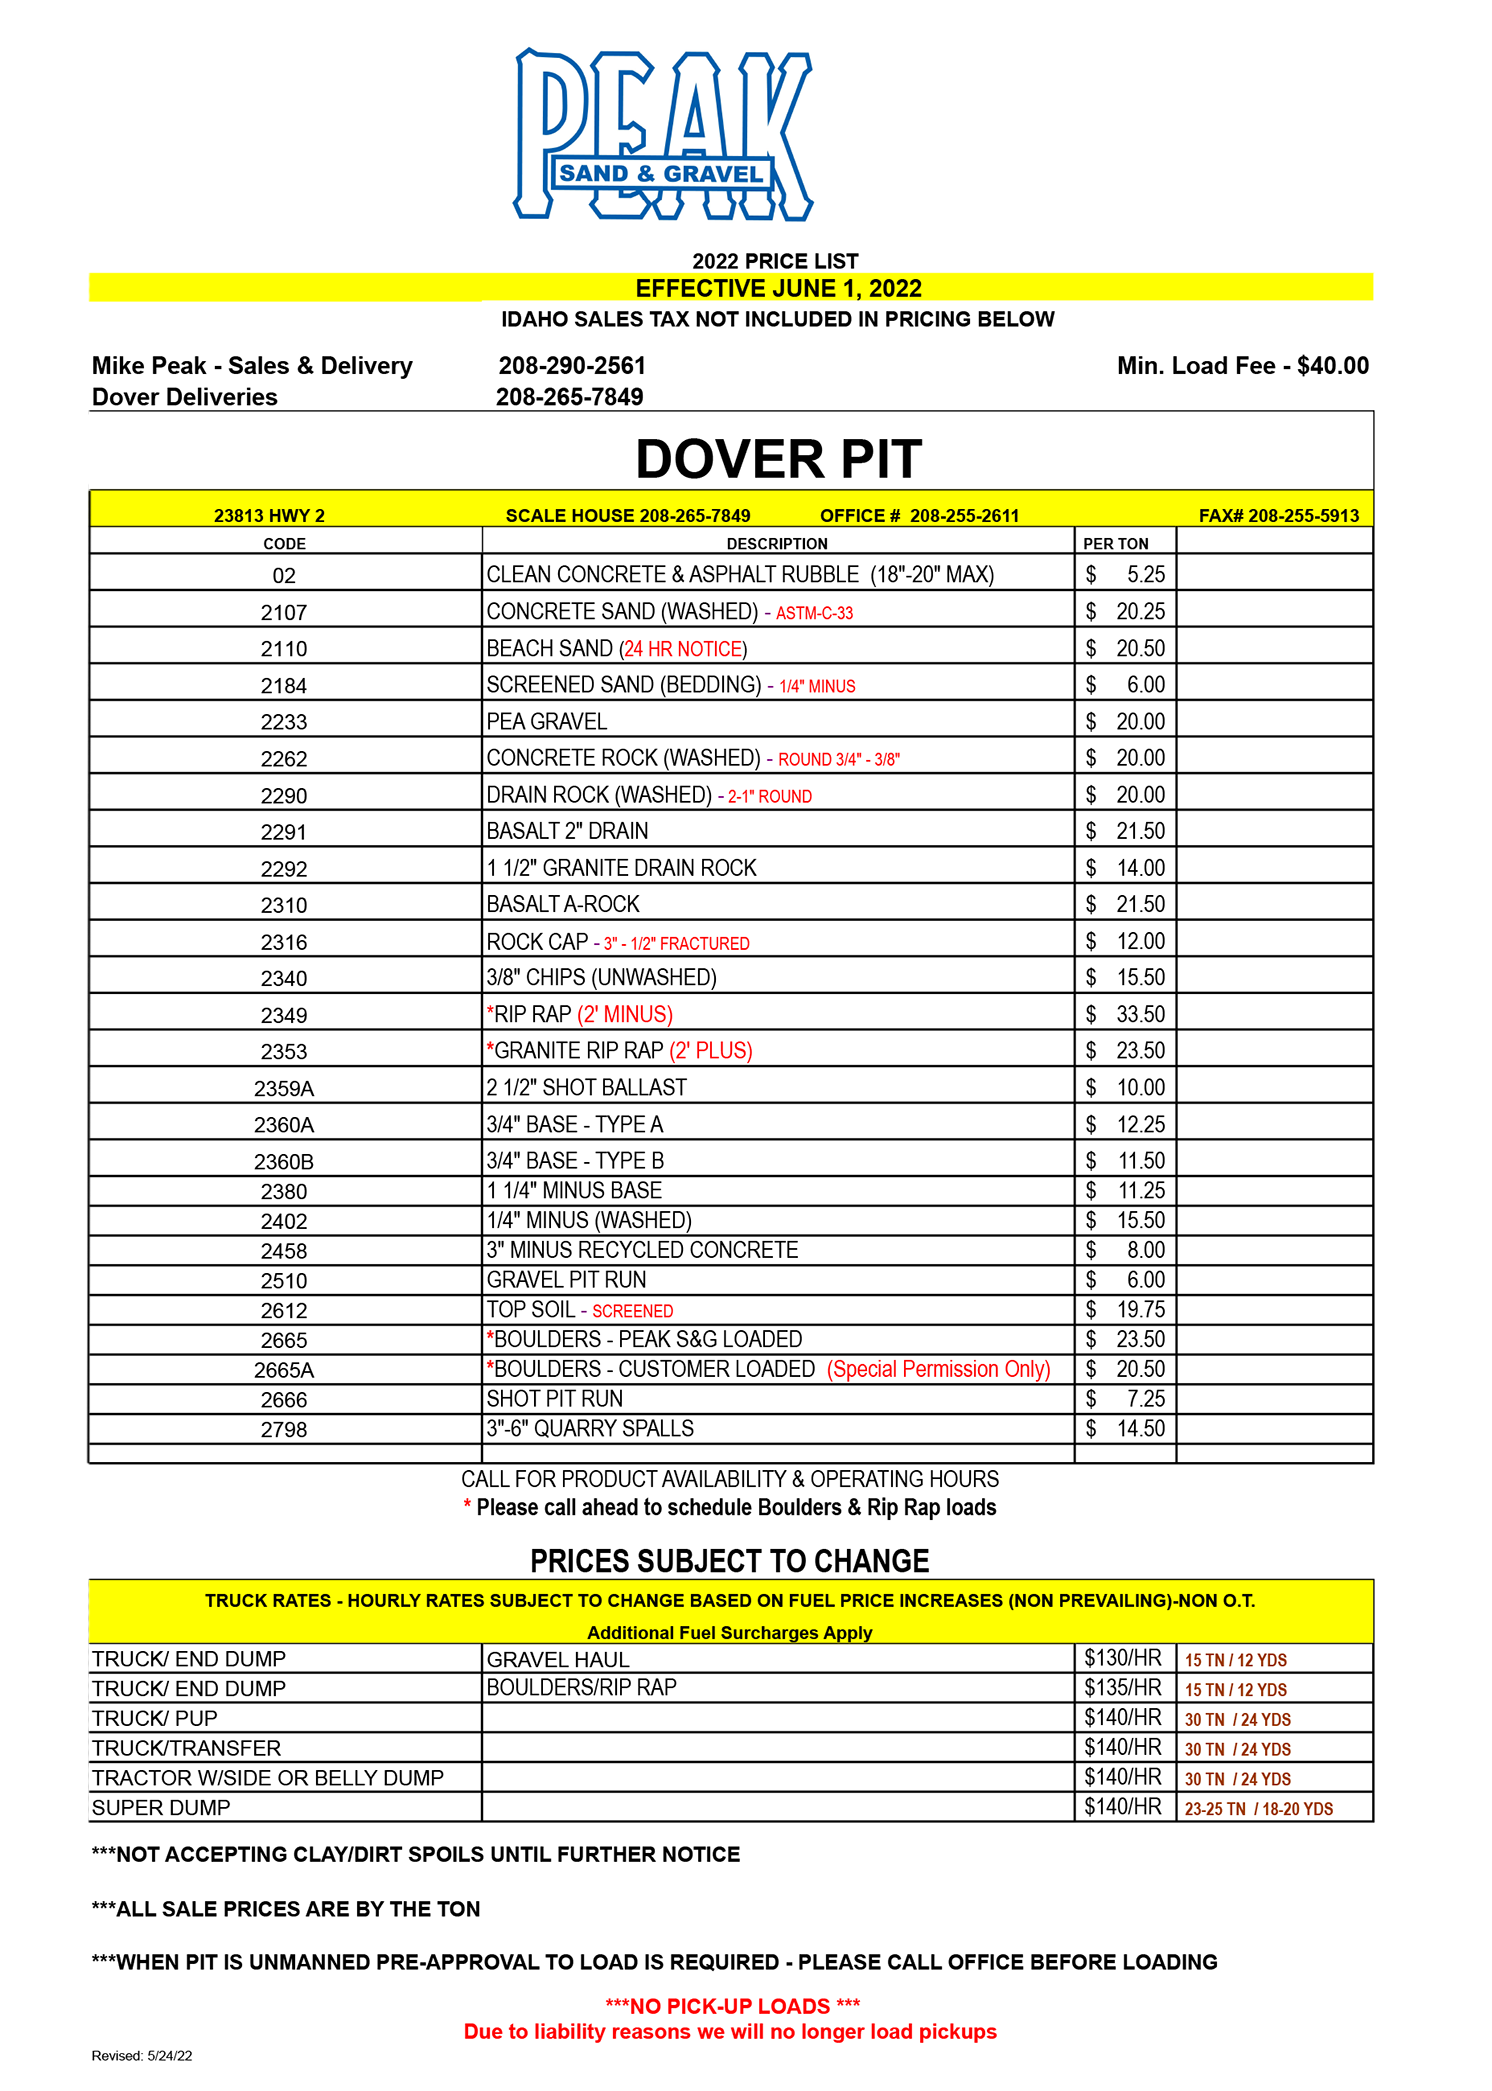 PEAK
SAND & GRAVEL
2022 PRICE LIST
EFFECTIVE JUNE 1, 2022
IDAHO SALES TAX NOT INCLUDED IN PRICING BELOW
Mike Peak - Sales & Delivery 208-290-2561 Min. Load Fee - $40.00
Dover Deliveries 208-265-7849
DOVER PIT
23813 HWY 2 SCALE HOUSE 208-265-7849 OFFICE # 208-255-2611 FAX# 208-255-5913
CODE DESCRIPTION PER TON
02 CLEAN CONCRETE & ASPHALT RUBBLE (18"-20" MAX) $ 5.25
2107 CONCRETE SAND (WASHED) - ASTM-C-33 $ 20.25
2110 BEACH SAND (24 HR NOTICE) $ 20.50
2184 SCREENED SAND (BEDDING) - 1/4" MINUS $ 6.00
2233 PEA GRAVEL $ 20.00
2262 CONCRETE ROCK (WASHED) - ROUND 3/4" - 3/8" $ 20.00
2290 DRAIN ROCK (WASHED) - 2-1" ROUND $ 20.00
2291 BASALT 2" DRAIN $ 21.50
2292 1 1/2" GRANITE DRAIN ROCK $ 14.00
2310 BASALT A-ROCK $ 21.50
2316 ROCK CAP - 3" - 1/2" FRACTURED $ 12.00
2340 3/8" CHIPS (UNWASHED) $ 15.50
2349 *RIP RAP (2' MINUS) $ 33.50
2353 *GRANITE RIP RAP (2' PLUS) $ 23.50
2359A 2 1/2" SHOT BALLAST $ 10.00
2360A 3/4" BASE - TYPE A $ 12.25
2360B 3/4" BASE - TYPE B $ 11.50
2380 1 1/4" MINUS BASE $ 11.25
2402 1/4" MINUS (WASHED) $ 15.50
2458 3" MINUS RECYCLED CONCRETE $ 8.00
2510 GRAVEL PIT RUN $ 6.00
2612 TOP SOIL - SCREENED $ 19.75
2665 *BOULDERS - PEAK S&G LOADED $ 23.50
2665A *BOULDERS - CUSTOMER LOADED (Special Permission Only) $ 20.50
2666 SHOT PIT RUN $ 7.25
2798 3"-6" QUARRY SPALLS $ 14.50
CALL FOR PRODUCT AVAILABILITY & OPERATING HOURS
* Please call ahead to schedule Boulders & Rip Rap loads
PRICES SUBJECT TO CHANGE
TRUCK RATES - HOURLY RATES SUBJECT TO CHANGE BASED ON FUEL PRICE INCREASES (NON PREVAILING)-NON O.T.
Additional Fuel Surcharges Apply
TRUCK/ END DUMP GRAVEL HAUL $130/HR 15 TN / 12 YDS
TRUCK/ END DUMP BOULDERS/RIP RAP $135/HR 15 TN / 12 YDS
TRUCK/ PUP $140/HR 30 TN / 24 YDS
TRUCK/TRANSFER $140/HR 30 TN / 24 YDS
TRACTOR W/SIDE OR BELLY DUMP $140/HR 30 TN / 24 YDS
SUPER DUMP $140/HR 23-25 TN / 18-20 YDS
***NOT ACCEPTING CLAY/DIRT SPOILS UNTIL FURTHER NOTICE
***ALL SALE PRICES ARE BY THE TON
***WHEN PIT IS UNMANNED PRE-APPROVAL TO LOAD IS REQUIRED - PLEASE CALL OFFICE BEFORE LOADING
***NO PICK-UP LOADS ***
Due to liability reasons we will no longer load pickups
Revised: 5/24/22